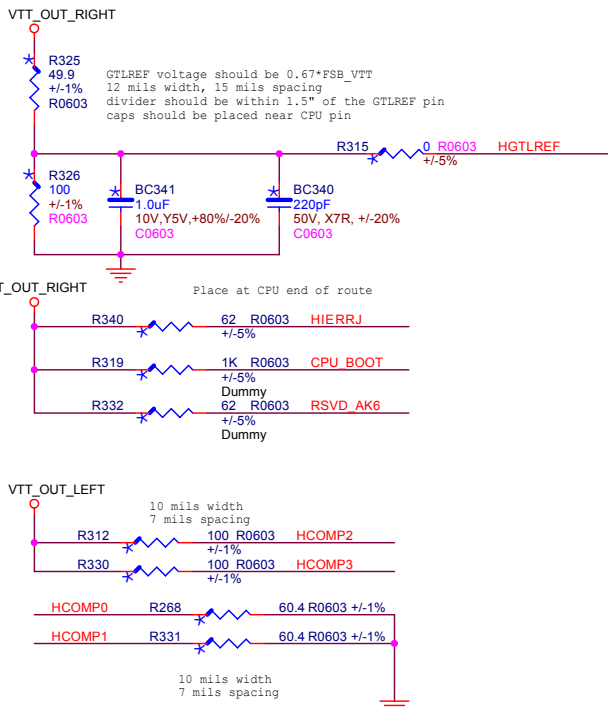 VTT_OUT_RIGHT
R325
49.9
+/-1%
R0603
GTLREF voltage should be 0.67*FSB_VTT
12 mils width, 15 mils spacing
divider should be within 1.5" of the GTLREF pin
caps should be placed near CPU pin
R315 0 R0603 HGTLREF
+/-5%
R326
100
+/-1%
R0603
BC341
1.0uF
10V,Y5V,+80%/-20%
C0603
BC340
220pF
50V, X7R, +/-20%
C0603
T_OUT_RIGHT
Place at CPU end of route
R340 62 R0603 HIERRJ
+/-5%
R319 1K R0603 CPU_BOOT
+/-5%
Dummy
R332 62 R0603 RSVD_AK6
+/-5%
Dummy
VTT_OUT_LEFT
10 mils width
7 mils spacing
R312 100 R0603 HCOMP2
+/-1%
R330 100 R0603 HCOMP3
+/-1%
HCOMP0 R268 60.4 R0603 +/-1%
HCOMP1 R331 60.4 R0603 +/-1%
10 mils width
7 mils spacing